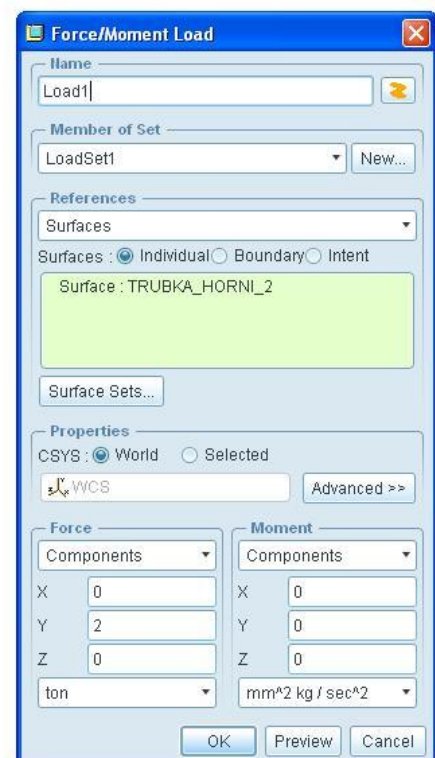 Force/Moment Load
Name
Load1
Member of Set
LoadSet1 New...
References
Surfaces
Surfaces : Individual Boundary Intent
Surface : TRUBKA_HORNI_2
Surface Sets...
Properties
CSYS : World Selected
WCS Advanced >>
Force Moment
Components Components
X 0 X 0
Y 2 Y 0
Z 0 Z 0
ton mm^2 kg / sec^2
OK Preview Cancel